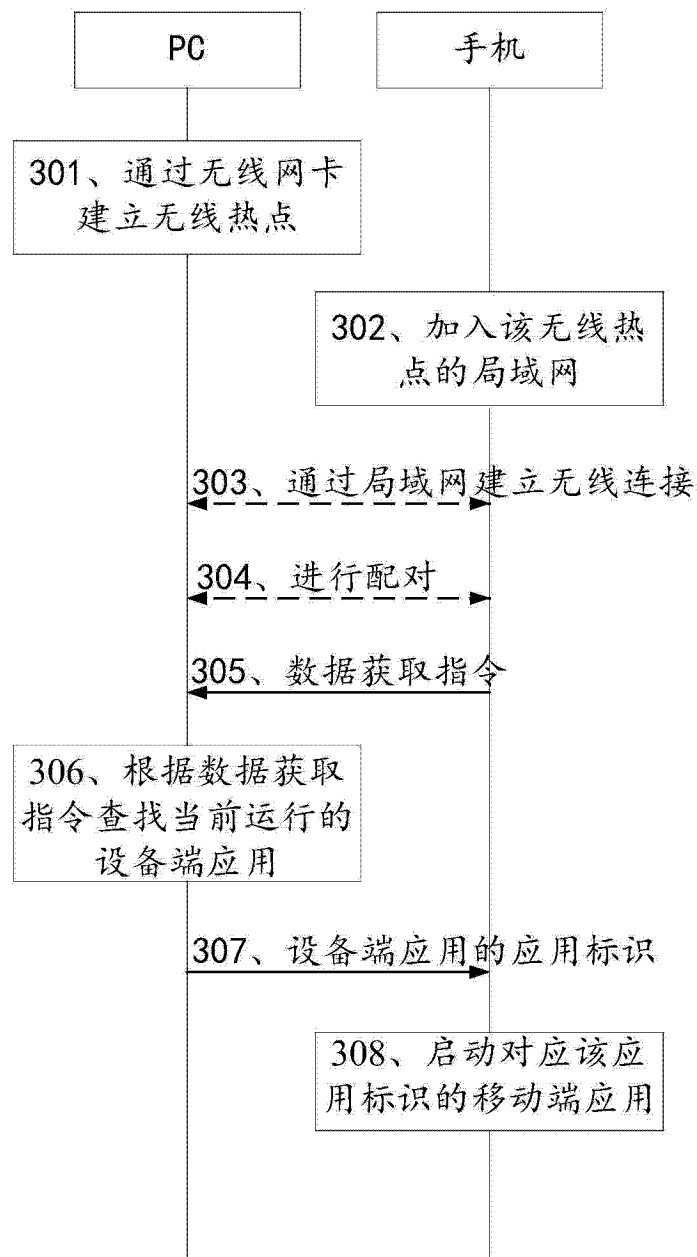 PC
手机
301、通过无线网卡
建立无线热点
302、加入该无线热
点的局域网
303、通过局域网建立无线连接
304、进行配对
305、数据获取指令
306、根据数据获取
指令查找当前运行的
设备端应用
307、设备端应用的应用标识
308、启动对应该应
用标识的移动端应用